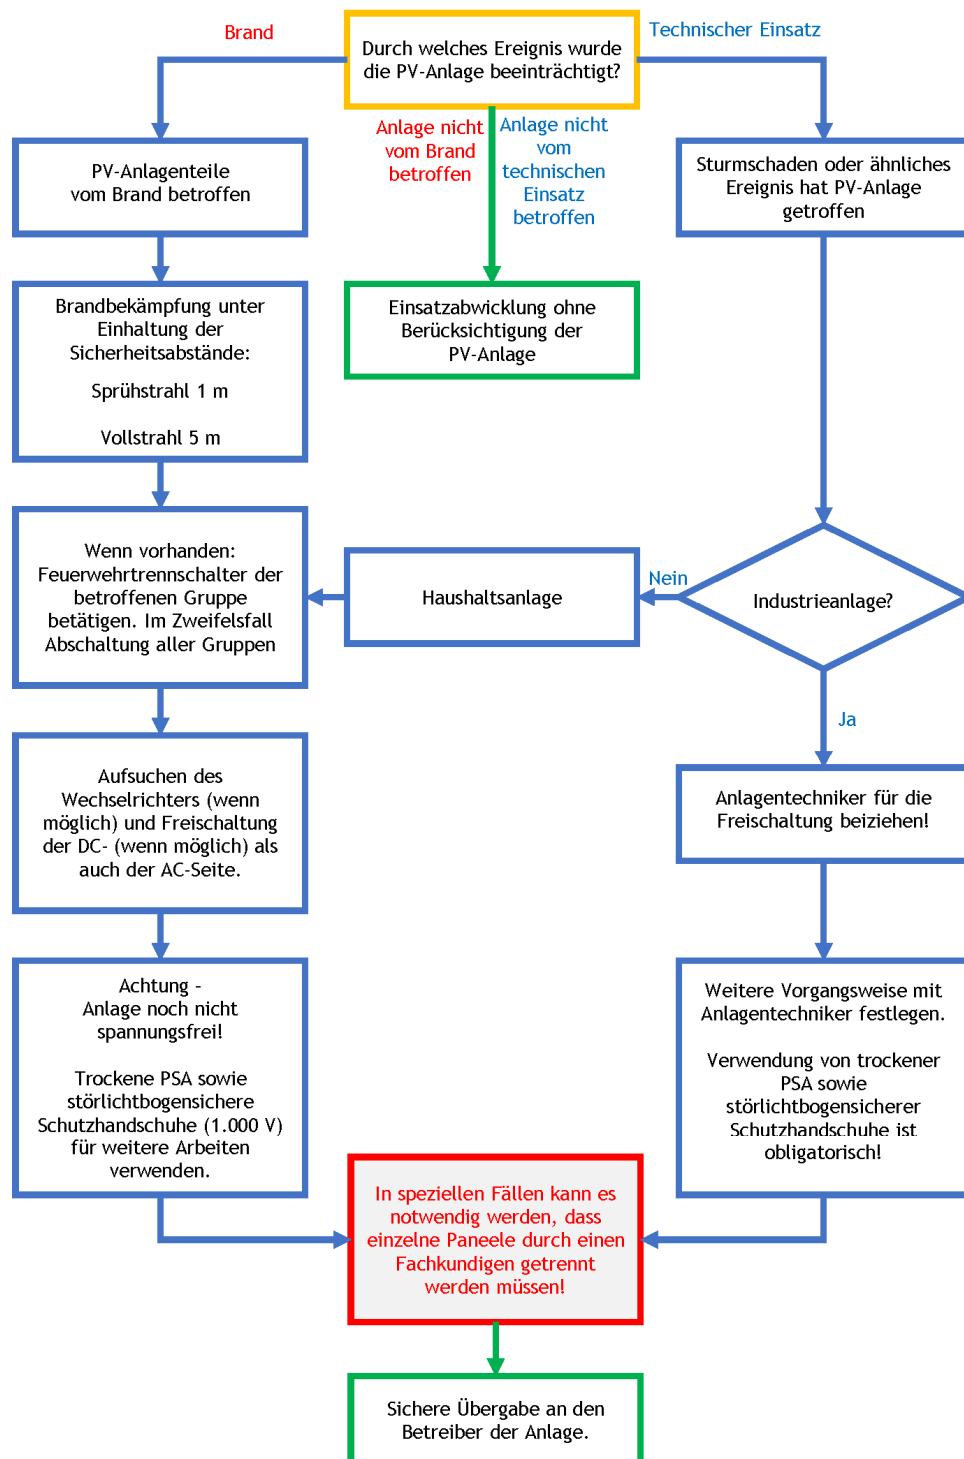 Brand
Durch welches Ereignis wurde
die PV-Anlage beeinträchtigt?
Technischer Einsatz
Anlage nicht
vom Brand
betroffen
Anlage nicht
vom
technischen
Einsatz
betroffen
PV-Anlagenteile
vom Brand betroffen
Sturmschaden oder ähnliches
Ereignis hat PV-Anlage
getroffen
Brandbekämpfung unter
Einhaltung der
Sicherheitsabstände:
Sprühstrahl 1 m
Vollstrahl 5 m
Einsatzabwicklung ohne
Berücksichtigung der
PV-Anlage
Wenn vorhanden:
Feuerwehrtrennschalter der
betroffenen Gruppe
betätigen. Im Zweifelsfall
Abschaltung aller Gruppen
Haushaltsanlage
Nein
Industrieanlage?
Ja
Aufsuchen des
Wechselrichters (wenn
möglich) und Freischaltung
der DC- (wenn möglich) als
auch der AC-Seite.
Anlagentechniker für die
Freischaltung beiziehen!
Achtung -
Anlage noch nicht
spannungsfrei!
Trockene PSA sowie
störlichtbogensichere
Schutzhandschuhe (1.000 V)
für weitere Arbeiten
verwenden.
Weitere Vorgangsweise mit
Anlagentechniker festlegen.
Verwendung von trockener
PSA sowie
störlichtbogensicherer
Schutzhandschuhe ist
obligatorisch!
In speziellen Fällen kann es
notwendig werden, dass
einzelne Paneele durch einen
Fachkundigen getrennt
werden müssen!
Sichere Übergabe an den
Betreiber der Anlage.